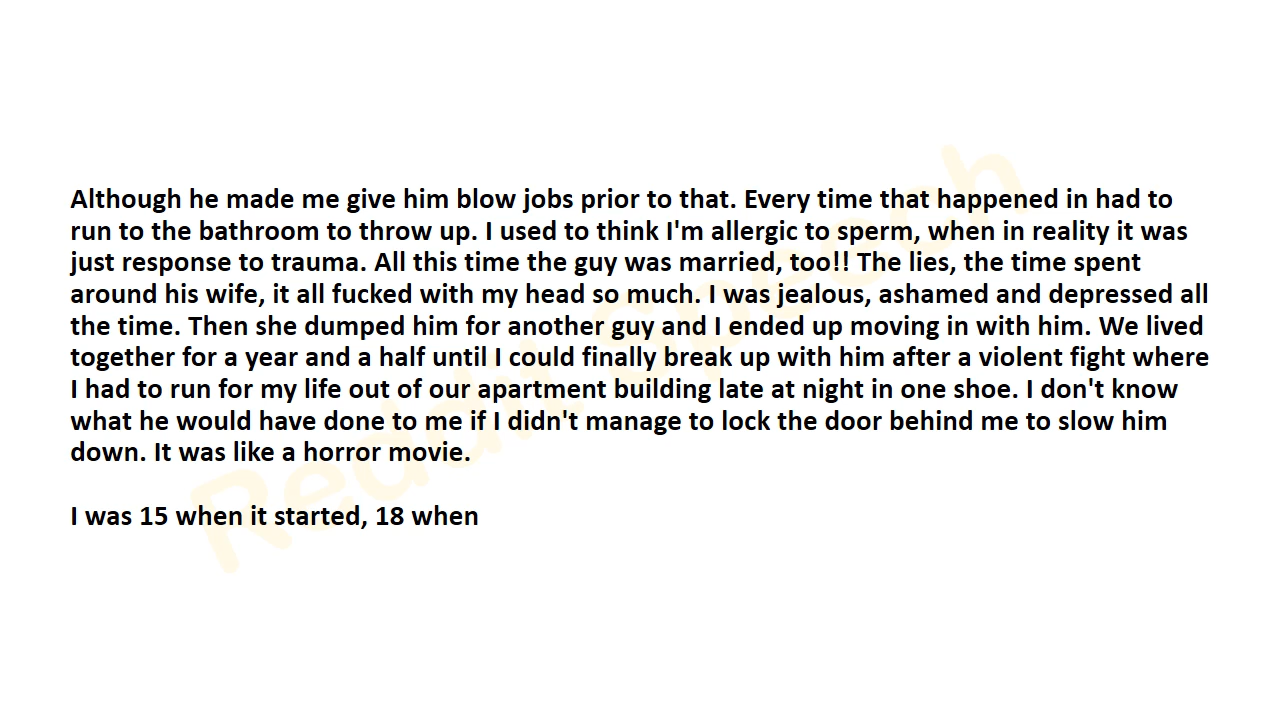 Although he made me give him blow jobs prior to that. Every time that happened in had to
run to the bathroom to throw up. I used to think I'm allergic to sperm, when in reality it was
just response to trauma. All this time the guy was married, too!! The lies, the time spent
around his wife, it all fucked with my head so much. I was jealous, ashamed and depressed all
the time. Then she dumped him for another guy and I ended up moving in with him. We lived
together for a year and a half until I could finally break up with him after a violent fight where
I had to run for my life out of our apartment building late at night in one shoe. I don't know
what he would have done to me if I didn't manage to lock the door behind me to slow him
down. It was like a horror movie.
I was 15 when it started, 18 when
Reddit Speech